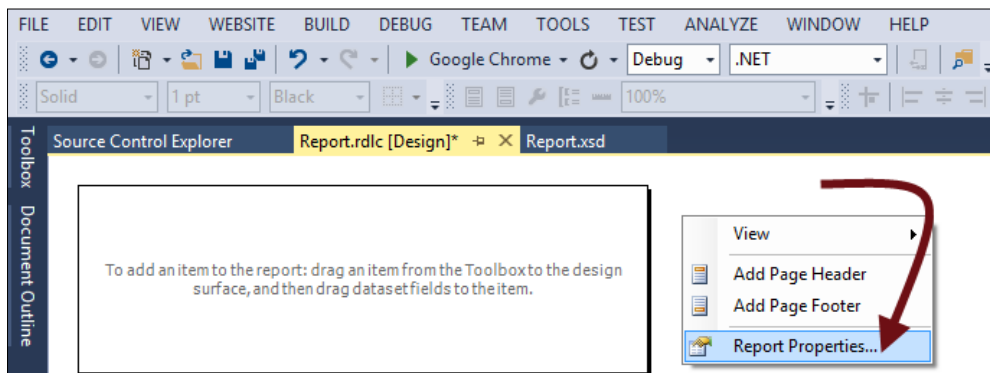 FILE EDIT VIEW WEBSITE BUILD DEBUG TEAM TOOLS TEST ANALYZE WINDOW HELP
Google Chrome Debug .NET
Solid 1 pt Black 100%
Toolbox
Document Outline
Source Control Explorer Report.rdlc [Design]* Report.xsd
To add an item to the report: drag an item from the Toolbox to the design
surface, and then drag dataset fields to the item.
View
Add Page Header
Add Page Footer
Report Properties...